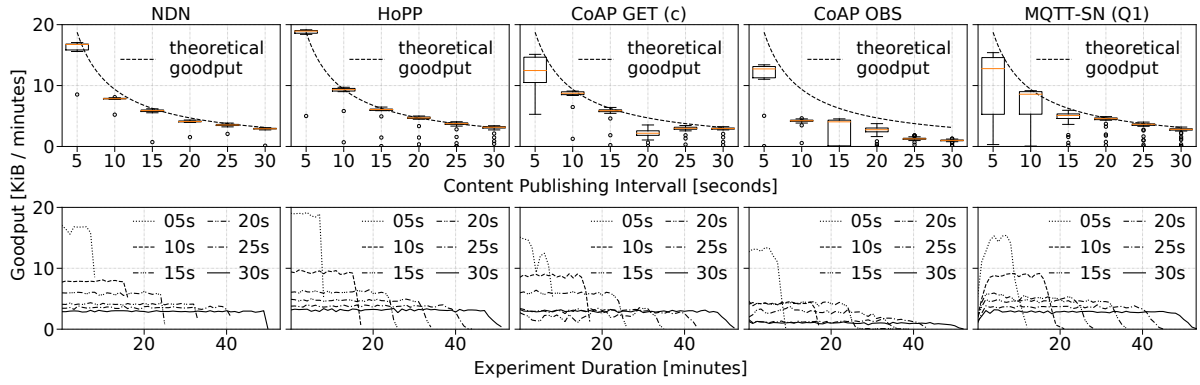 NDN
HoPP
CoAP GET (c)
CoAP OBS
MQTT-SN (Q1)
Goodput [KiB / minutes]
20
10
0
theoretical
goodput
theoretical
goodput
theoretical
goodput
theoretical
goodput
theoretical
goodput
5 10 15 20 25 30
5 10 15 20 25 30
5 10 15 20 25 30
5 10 15 20 25 30
5 10 15 20 25 30
Content Publishing Intervall [seconds]
20
10
0
05s 20s
10s 25s
15s 30s
05s 20s
10s 25s
15s 30s
05s 20s
10s 25s
15s 30s
05s 20s
10s 25s
15s 30s
05s 20s
10s 25s
15s 30s
20 40
20 40
20 40
20 40
20 40
Experiment Duration [minutes]